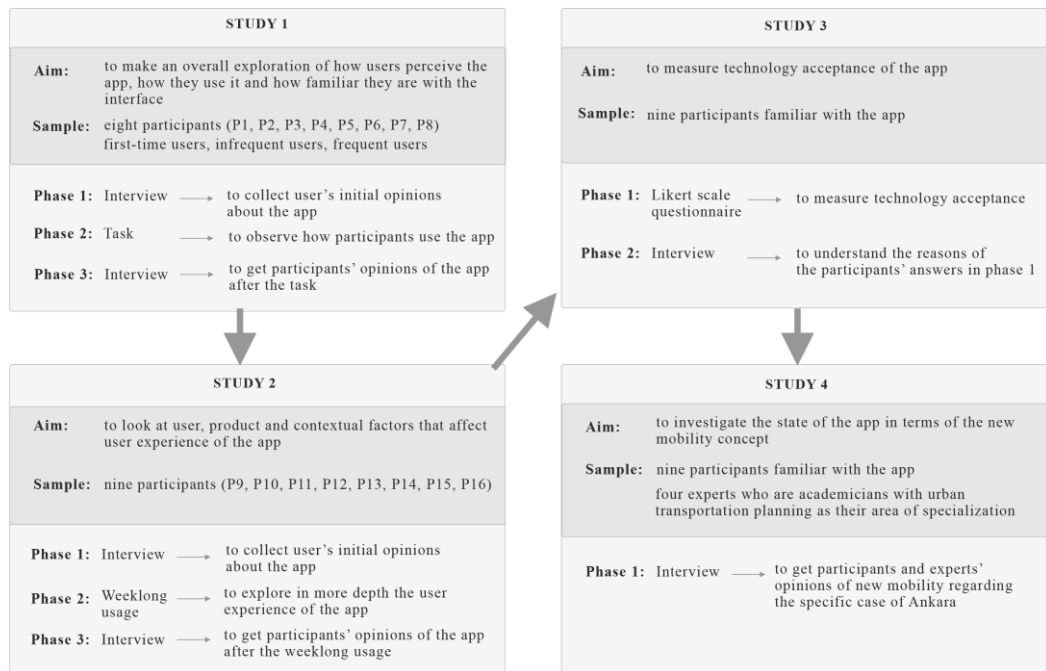 STUDY 1
Aim: to make an overall exploration of how users perceive the
app, how they use it and how familiar they are with the
interface
Sample: eight participants (P1, P2, P3, P4, P5, P6, P7, P8)
first-time users, infrequent users, frequent users
Phase 1: Interview to collect user's initial opinions
about the app
Phase 2: Task to observe how participants use the app
Phase 3: Interview to get participants' opinions of the app
after the task
STUDY 2
Aim: to look at user, product and contextual factors that affect
user experience of the app
Sample: nine participants (P9, P10, P11, P12, P13, P14, P15, P16)
Phase 1: Interview to collect user's initial opinions
about the app
Phase 2: Weeklong to explore in more depth the user
usage experience of the app
Phase 3: Interview to get participants' opinions of the app
after the weeklong usage
STUDY 3
Aim: to measure technology acceptance of the app
Sample: nine participants familiar with the app
Phase 1: Likert scale to measure technology acceptance
questionnaire
Phase 2: Interview to understand the reasons of
the participants' answers in phase 1
STUDY 4
Aim: to investigate the state of the app in terms of the new
mobility concept
Sample: nine participants familiar with the app
four experts who are academicians with urban
transportation planning as their area of specialization
Phase 1: Interview to get participants and experts'
opinions of new mobility regarding
the specific case of Ankara